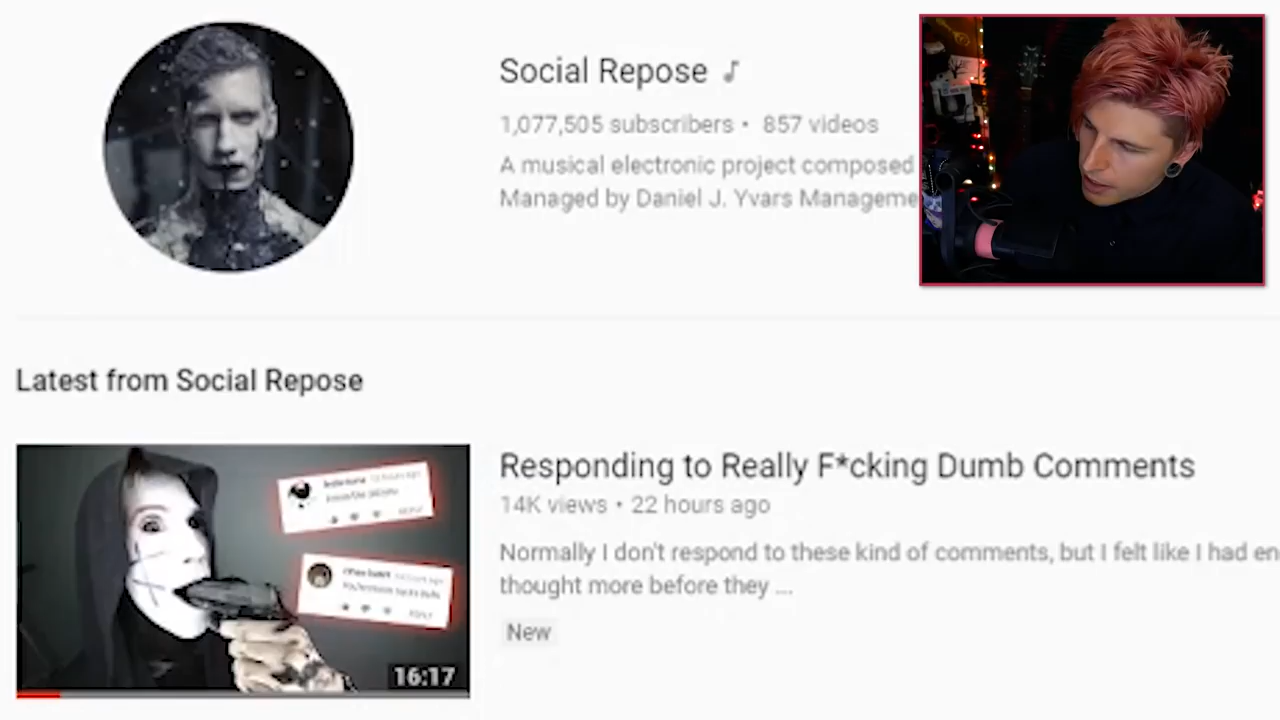 Social Repose
1,077,505 subscribers • 857 videos
A musical electronic project composed
Managed by Daniel J. Yvars Manageme
Latest from Social Repose
Responding to Really F*cking Dumb Comments
14K views • 22 hours ago
Normally I don't respond to these kind of comments, but I felt like I had en
thought more before they ...
New
16:17